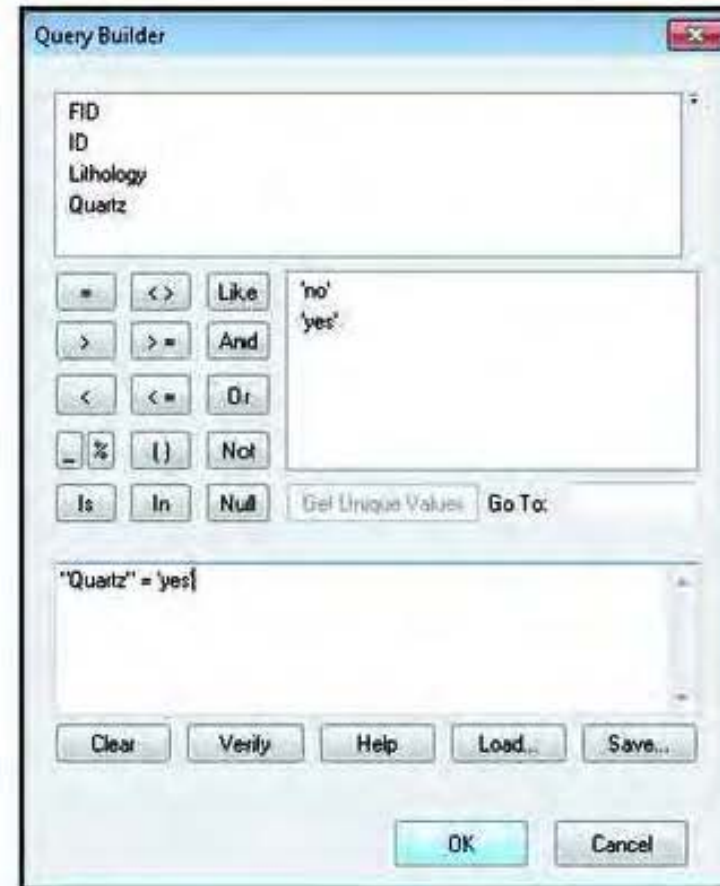 Query Builder
FID
ID
Lithology
Quartz
= <> Like
> >= And
< <= Or
_ % () Not
Is In Null
'no'
'yes'
Get Unique Values Go To:
"Quartz" = 'yes'
Clear Verify Help Load... Save...
OK Cancel